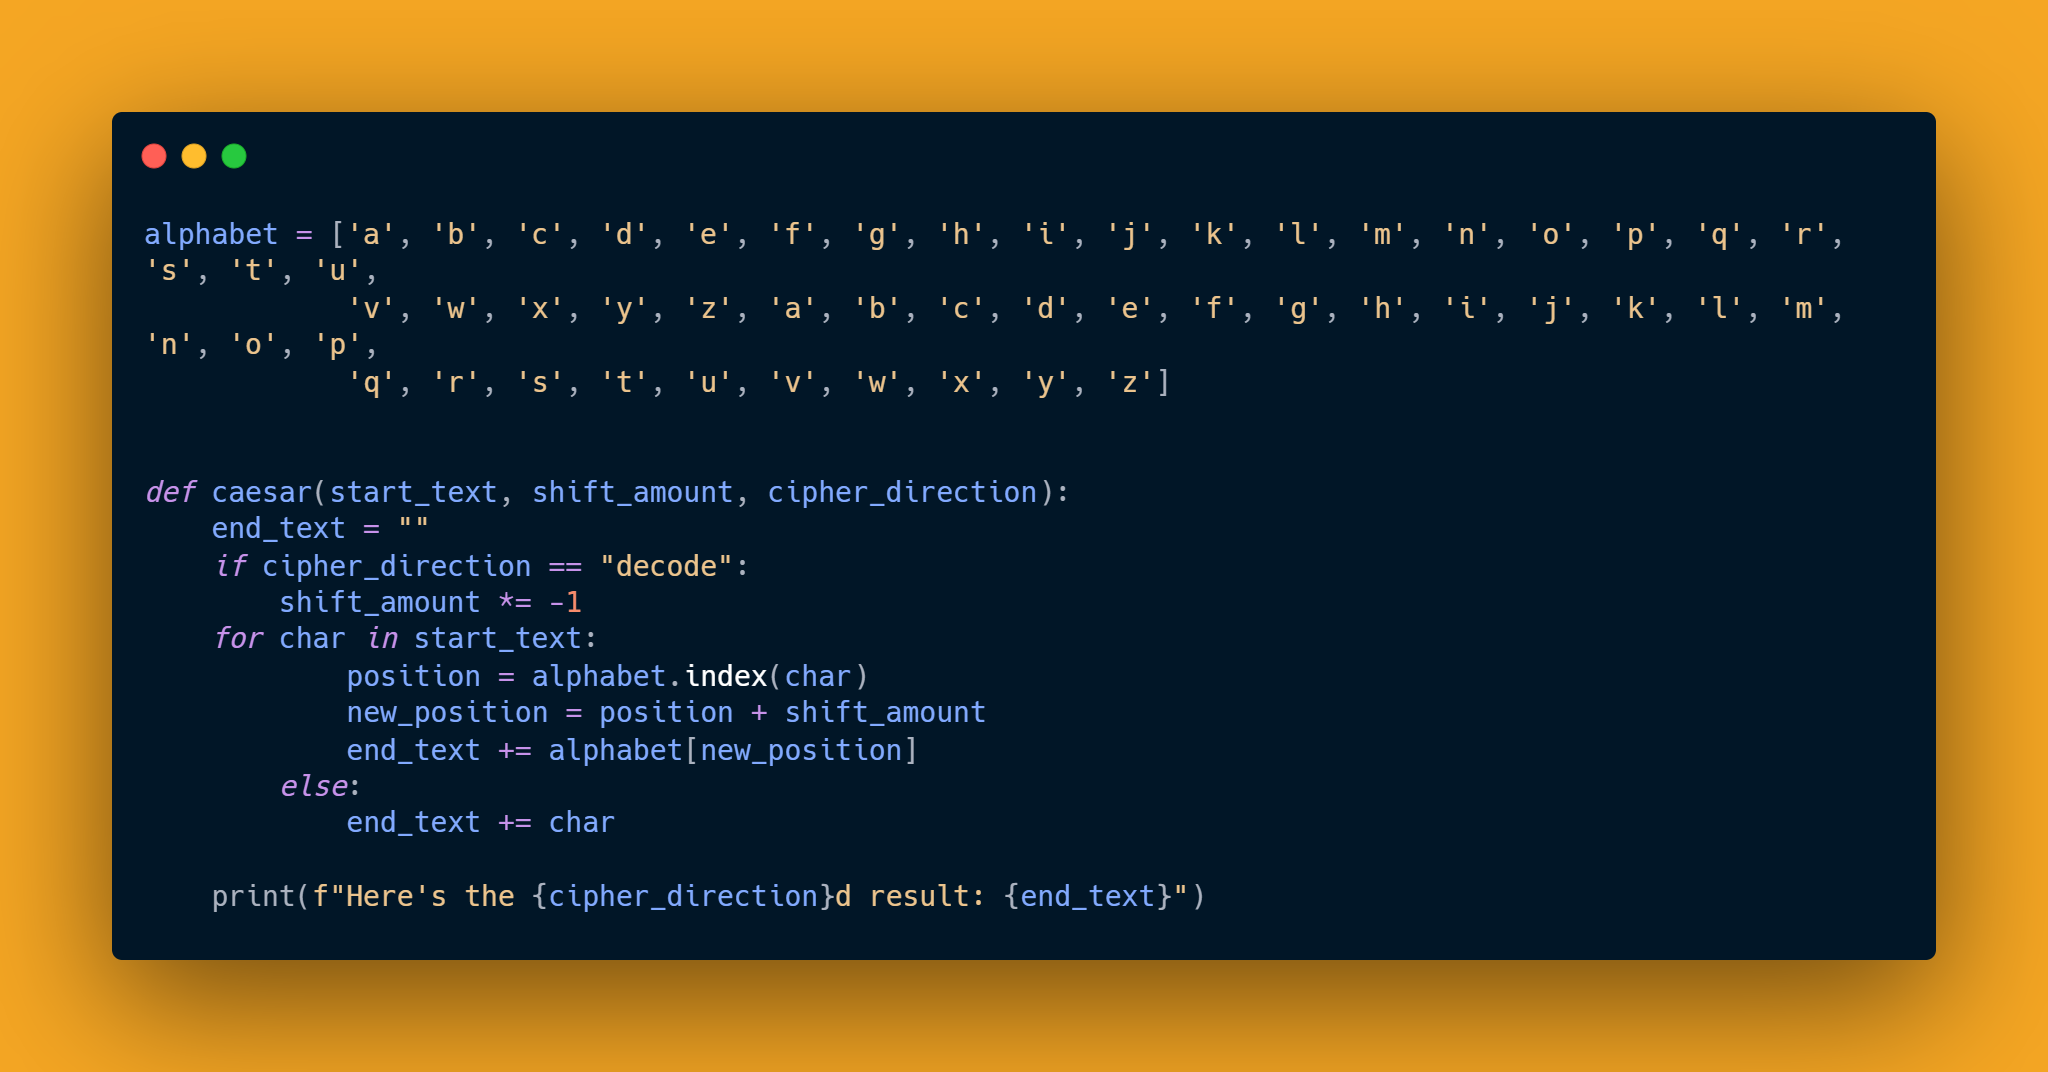 alphabet = ['a', 'b', 'c', 'd', 'e', 'f', 'g', 'h', 'i', 'j', 'k', 'l', 'm', 'n', 'o', 'p', 'q', 'r',
's', 't', 'u',
            'v', 'w', 'x', 'y', 'z', 'a', 'b', 'c', 'd', 'e', 'f', 'g', 'h', 'i', 'j', 'k', 'l', 'm',
'n', 'o', 'p',
            'q', 'r', 's', 't', 'u', 'v', 'w', 'x', 'y', 'z']
def caesar(start_text, shift_amount, cipher_direction):
    end_text = ""
    if cipher_direction == "decode":
        shift_amount *= -1
    for char in start_text:
            position = alphabet.index(char)
            new_position = position + shift_amount
            end_text += alphabet[new_position]
        else:
            end_text += char
    print(f"Here's the {cipher_direction}d result: {end_text}")